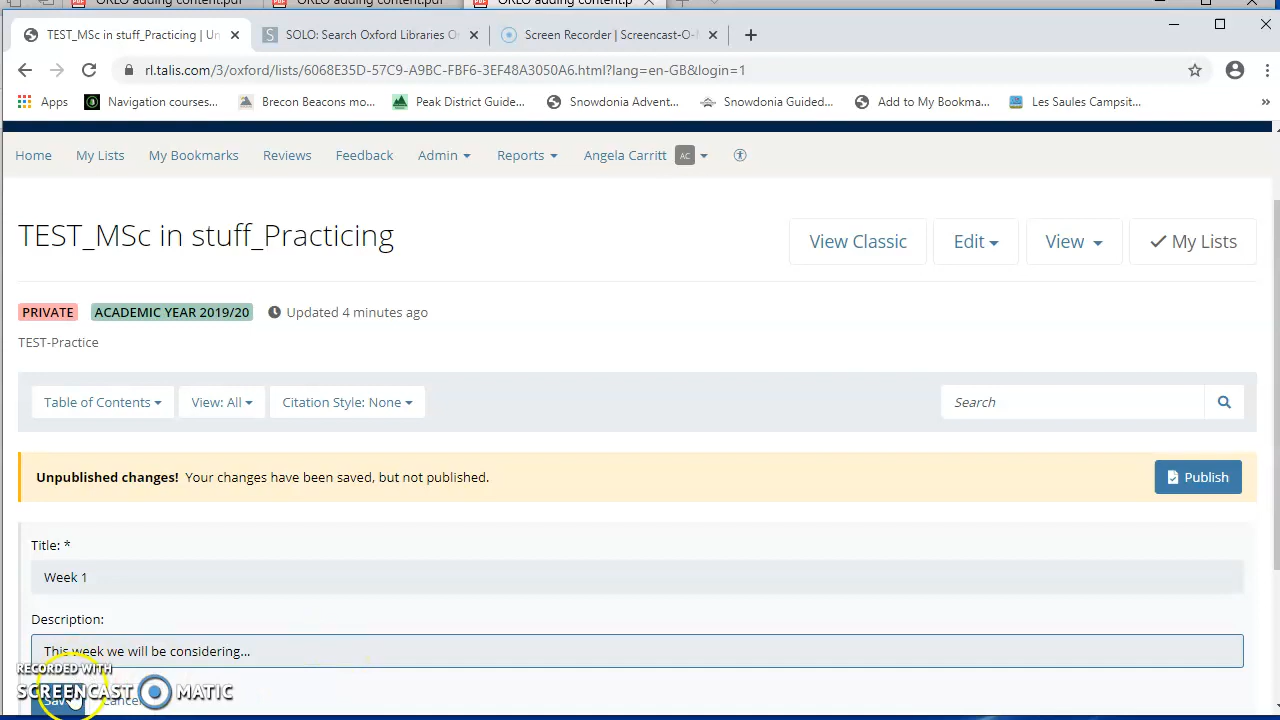 ORLO adding content.pdf ORLO adding content.pdf ORLO adding content.p
TEST_MSc in stuff_Practicing | Un SOLO: Search Oxford Libraries O Screen Recorder | Screencast-O-
rl.talis.com/3/oxford/lists/6068E35D-57C9-A9BC-FBF6-3EF48A3050A6.html?lang=en-GB&login=1
Apps Navigation courses... Brecon Beacons mo... Peak District Guide... Snowdonia Advent... Snowdonia Guided... Add to My Bookma... Les Saules Campsit... »
Home My Lists My Bookmarks Reviews Feedback Admin Reports Angela Carritt AC
TEST_MSc in stuff_Practicing
View Classic Edit View My Lists
PRIVATE ACADEMIC YEAR 2019/20 Updated 4 minutes ago
TEST-Practice
Table of Contents View: All Citation Style: None Search
Unpublished changes! Your changes have been saved, but not published. Publish
Title: *
Week 1
Description:
This week we will be considering...
RECORDED WITH
SCREENCAST MATIC
Save Cancel